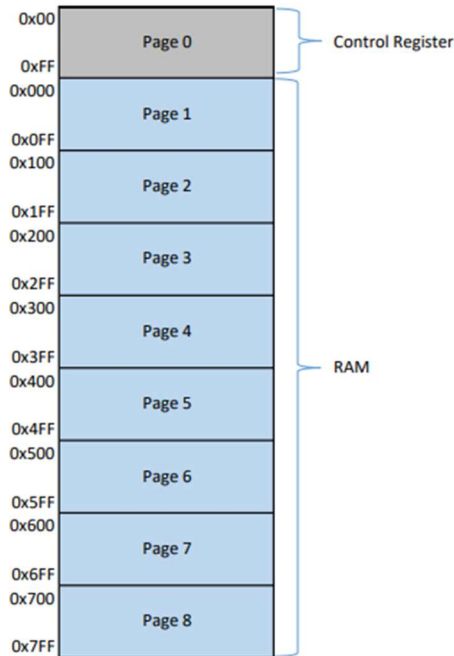 0x00
Page 0
Control Register
0xFF
0x000
Page 1
0x0FF
0x100
Page 2
0x1FF
0x200
Page 3
0x2FF
0x300
Page 4
0x3FF
RAM
0x400
Page 5
0x4FF
0x500
Page 6
0x5FF
0x600
Page 7
0x6FF
0x700
Page 8
0x7FF